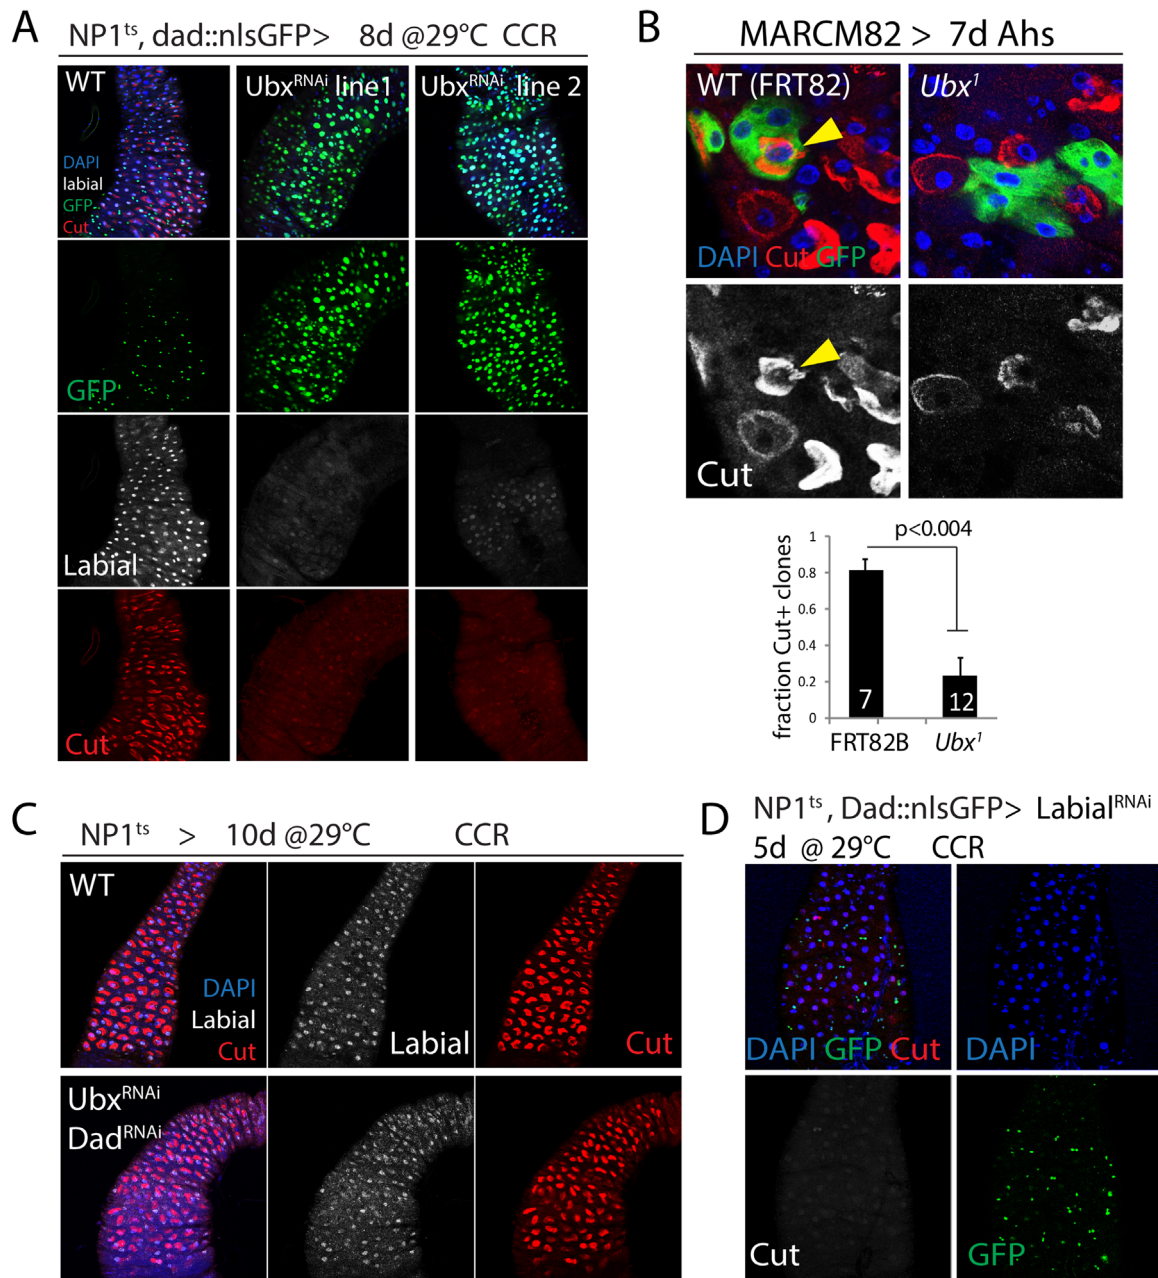 A
NP1ts, dad::nlsGFP> 8d @29°C CCR
WT
UbxRNAi line1
UbxRNAi line 2
DAPI
labial
GFP
Cut
GFP
Labial
Cut
B
MARCM82 > 7d Ahs
WT (FRT82)
Ubx1
DAPI Cut GFP
Cut
p<0.004
fraction Cut+ clones
1
0.8
0.6
0.4
0.2
0
7
12
FRT82B
Ubx1
C
NP1ts > 10d @29°C CCR
WT
DAPI
Labial
Cut
Labial
Cut
UbxRNAi
DadRNAi
D
NP1ts, Dad::nlsGFP> LabialRNAi
5d @ 29°C CCR
DAPI GFP Cut
DAPI
Cut
GFP